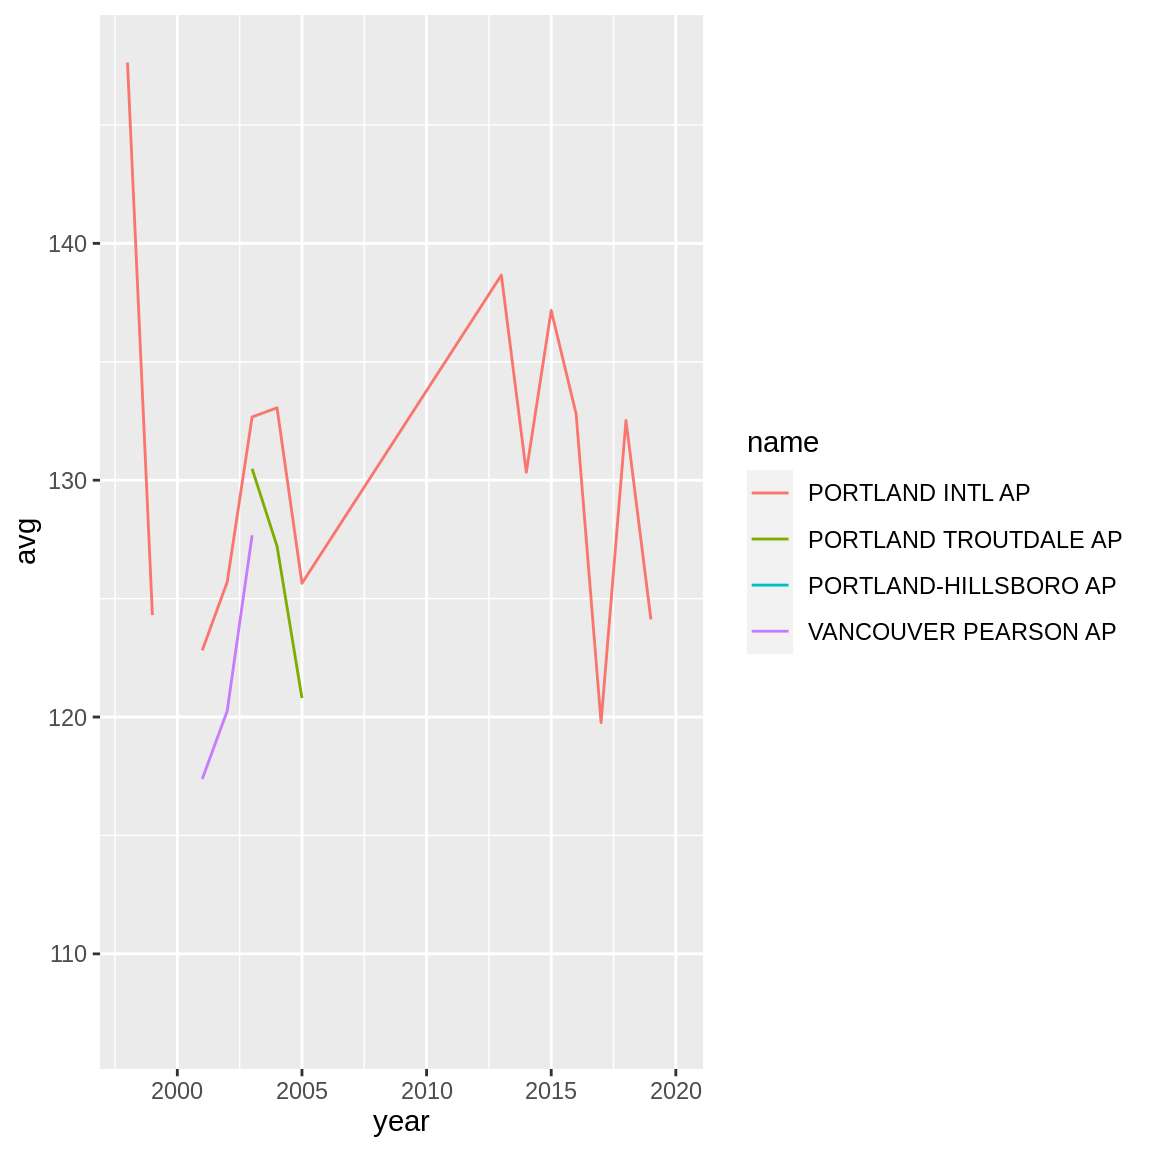 140
130
120
110
avg
2000 2005 2010 2015 2020
year
name
PORTLAND INTL AP
PORTLAND TROUTDALE AP
PORTLAND-HILLSBORO AP
VANCOUVER PEARSON AP